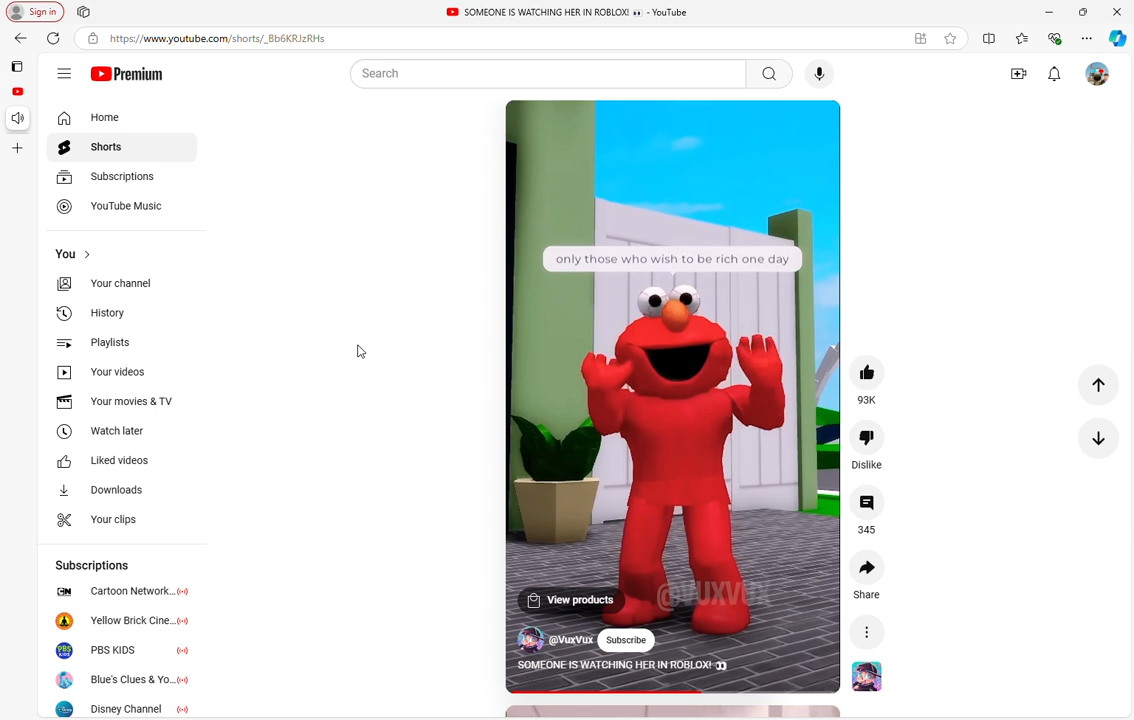 Sign in
SOMEONE IS WATCHING HER IN ROBLOX! 👀 - YouTube
https://www.youtube.com/shorts/_Bb6KRJzRHs
Premium
Search
Home
Shorts
Subscriptions
YouTube Music
You
Your channel
History
Playlists
Your videos
Your movies & TV
Watch later
Liked videos
Downloads
Your clips
Subscriptions
CN Cartoon Network...
Yellow Brick Cine...
PBS KIDS PBS KIDS
Blue's Clues & Yo...
Disney Channel
only those who wish to be rich one day
@VUXVUX
View products
@VuxVux Subscribe
SOMEONE IS WATCHING HER IN ROBLOX! 👀
93K
Dislike
345
Share